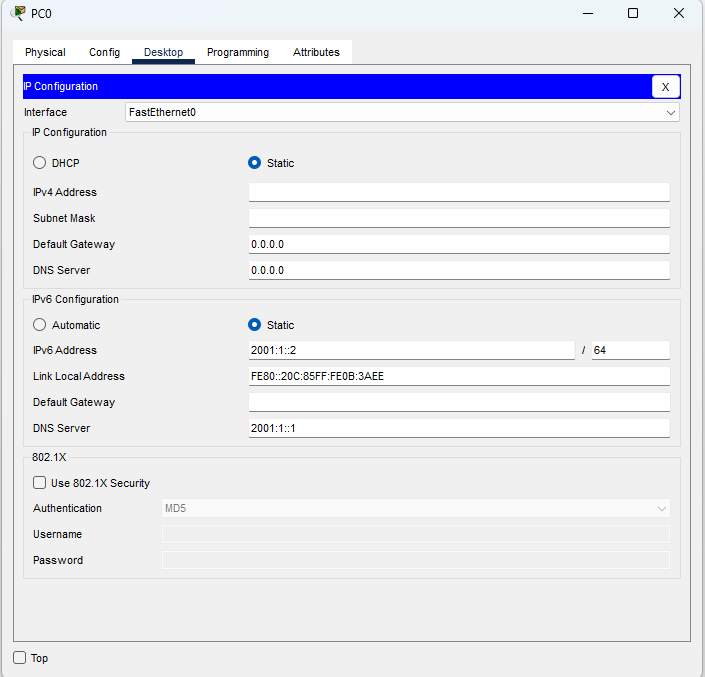 PC0
Physical Config Desktop Programming Attributes
IP Configuration X
Interface FastEthernet0
IP Configuration
DHCP Static
IPv4 Address
Subnet Mask
Default Gateway 0.0.0.0
DNS Server 0.0.0.0
IPv6 Configuration
Automatic Static
IPv6 Address 2001:1::2 / 64
Link Local Address FE80::20C:85FF:FE0B:3AEE
Default Gateway
DNS Server 2001:1::1
802.1X
Use 802.1X Security
Authentication MD5
Username
Password
Top